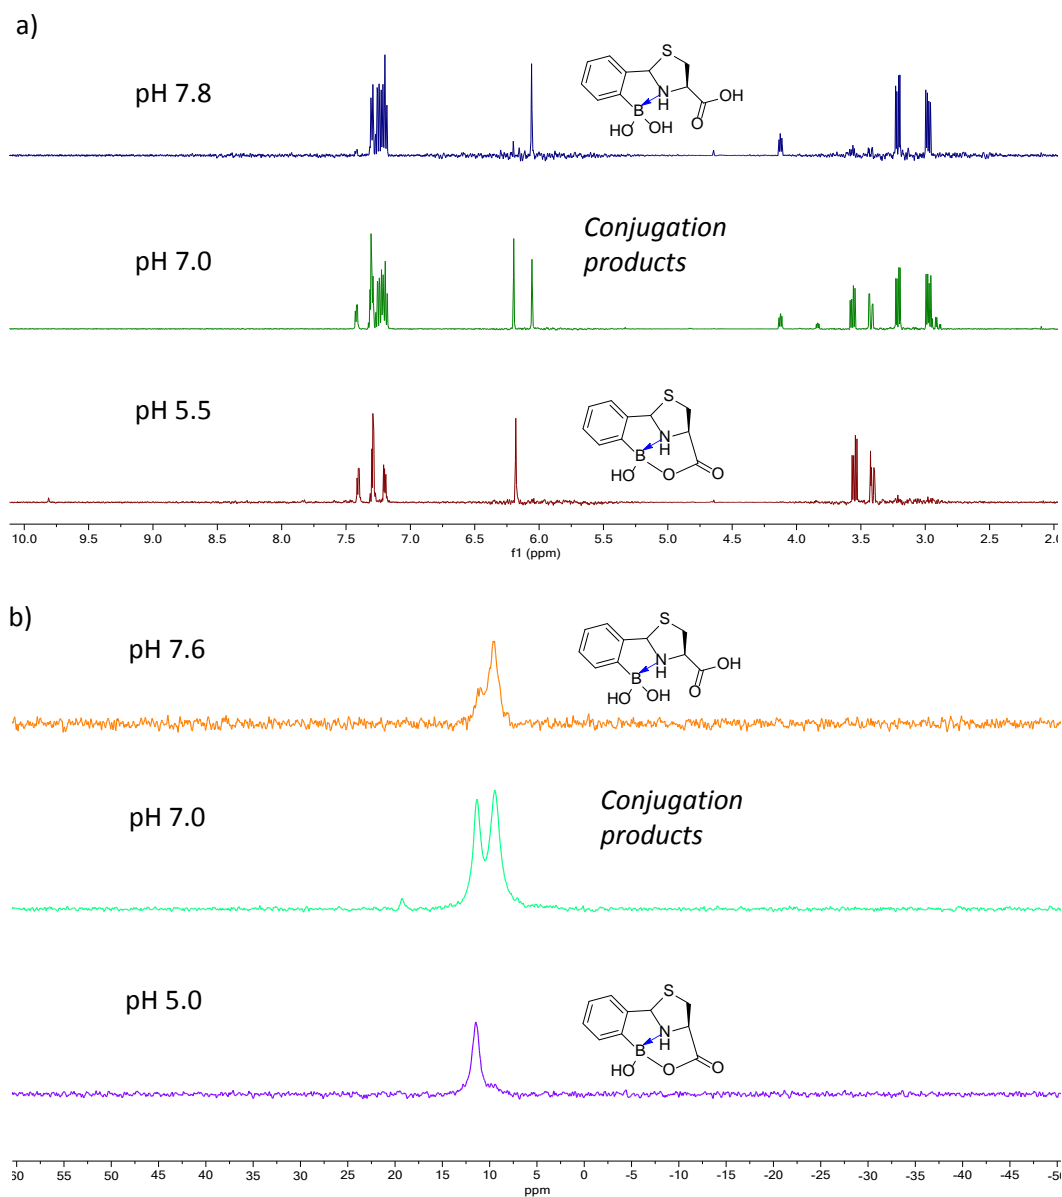 a)
pH 7.8
S
N
H
B
HO
OH
O
OH
pH 7.0
Conjugation
products
pH 5.5
S
N
H
B
HO
O
O
10.0 9.5 9.0 8.5 8.0 7.5 7.0 6.5 6.0 5.5 5.0 4.5 4.0 3.5 3.0 2.5 2.0
f1 (ppm)
b)
pH 7.6
S
N
H
B
HO
OH
O
OH
pH 7.0
Conjugation
products
pH 5.0
S
N
H
B
HO
O
O
60 55 50 45 40 35 30 25 20 15 10 5 0 -5 -10 -15 -20 -25 -30 -35 -40 -45 -50
ppm